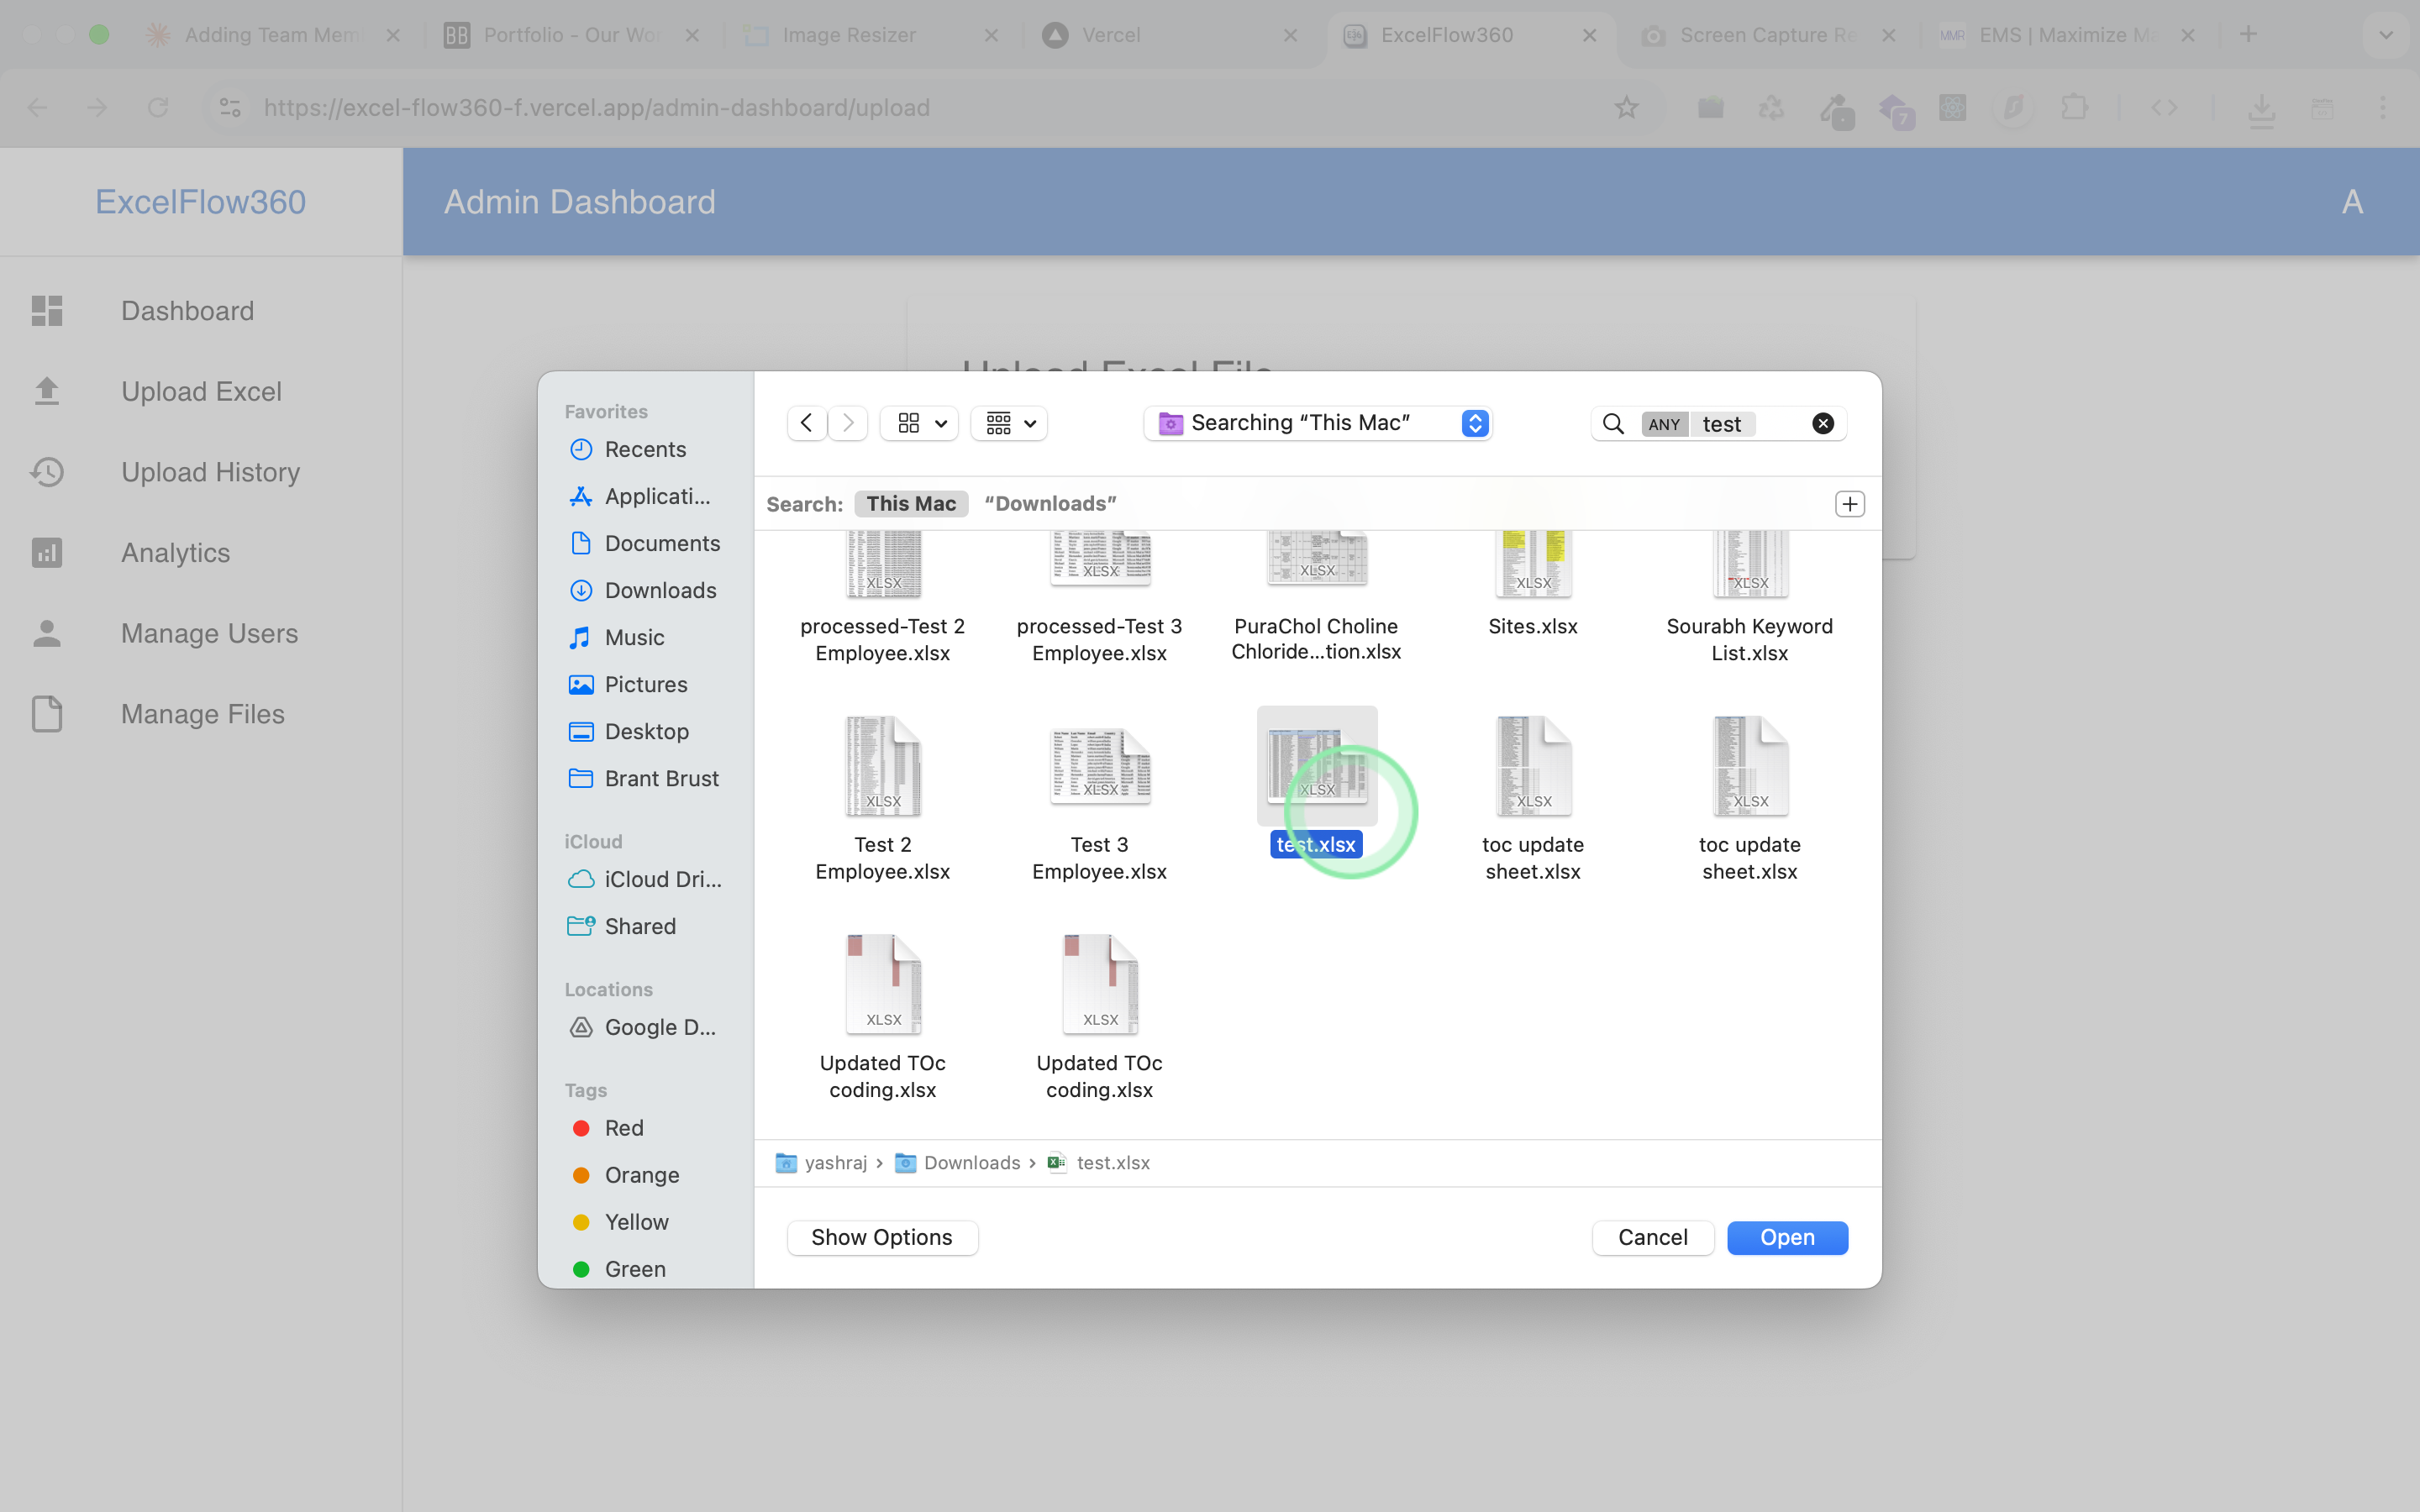 Adding Team Mem
Portfolio - Our Wo
Image Resizer
Vercel
ExcelFlow360
Screen Capture Re
EMS | Maximize Ma
https://excel-flow360-f.vercel.app/admin-dashboard/upload
7
ExcelFlow360
Admin Dashboard
A
Dashboard
Upload Excel
Upload History
Analytics
Manage Users
Manage Files
Upload Excel File
Favorites
Recents
Applicati...
Documents
Downloads
Music
Pictures
Desktop
Brant Brust
iCloud
iCloud Dri...
Shared
Locations
Google D...
Tags
Red
Orange
Yellow
Green
Searching “This Mac”
ANY test
Search: This Mac “Downloads”
XLSX
XLSX
XLSX
XLSX
XLSX
processed-Test 2
Employee.xlsx
processed-Test 3
Employee.xlsx
PuraChol Choline
Chloride...tion.xlsx
Sites.xlsx
Sourabh Keyword
List.xlsx
XLSX
XLSX
XLSX
XLSX
XLSX
Test 2
Employee.xlsx
Test 3
Employee.xlsx
test.xlsx
toc update
sheet.xlsx
toc update
sheet.xlsx
XLSX
XLSX
Updated TOc
coding.xlsx
Updated TOc
coding.xlsx
yashraj › Downloads › test.xlsx
Show Options
Cancel
Open